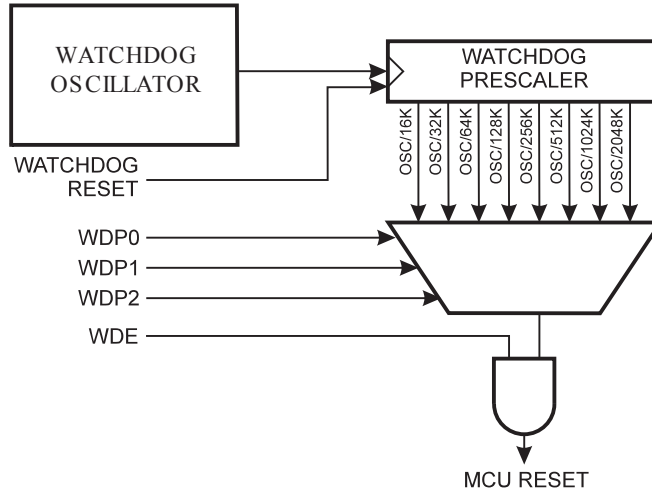 WATCHDOG
OSCILLATOR
WATCHDOG
PRESCALER
WATCHDOG
RESET
OSC/16K
OSC/32K
OSC/64K
OSC/128K
OSC/256K
OSC/512K
OSC/1024K
OSC/2048K
WDP0
WDP1
WDP2
WDE
MCU RESET